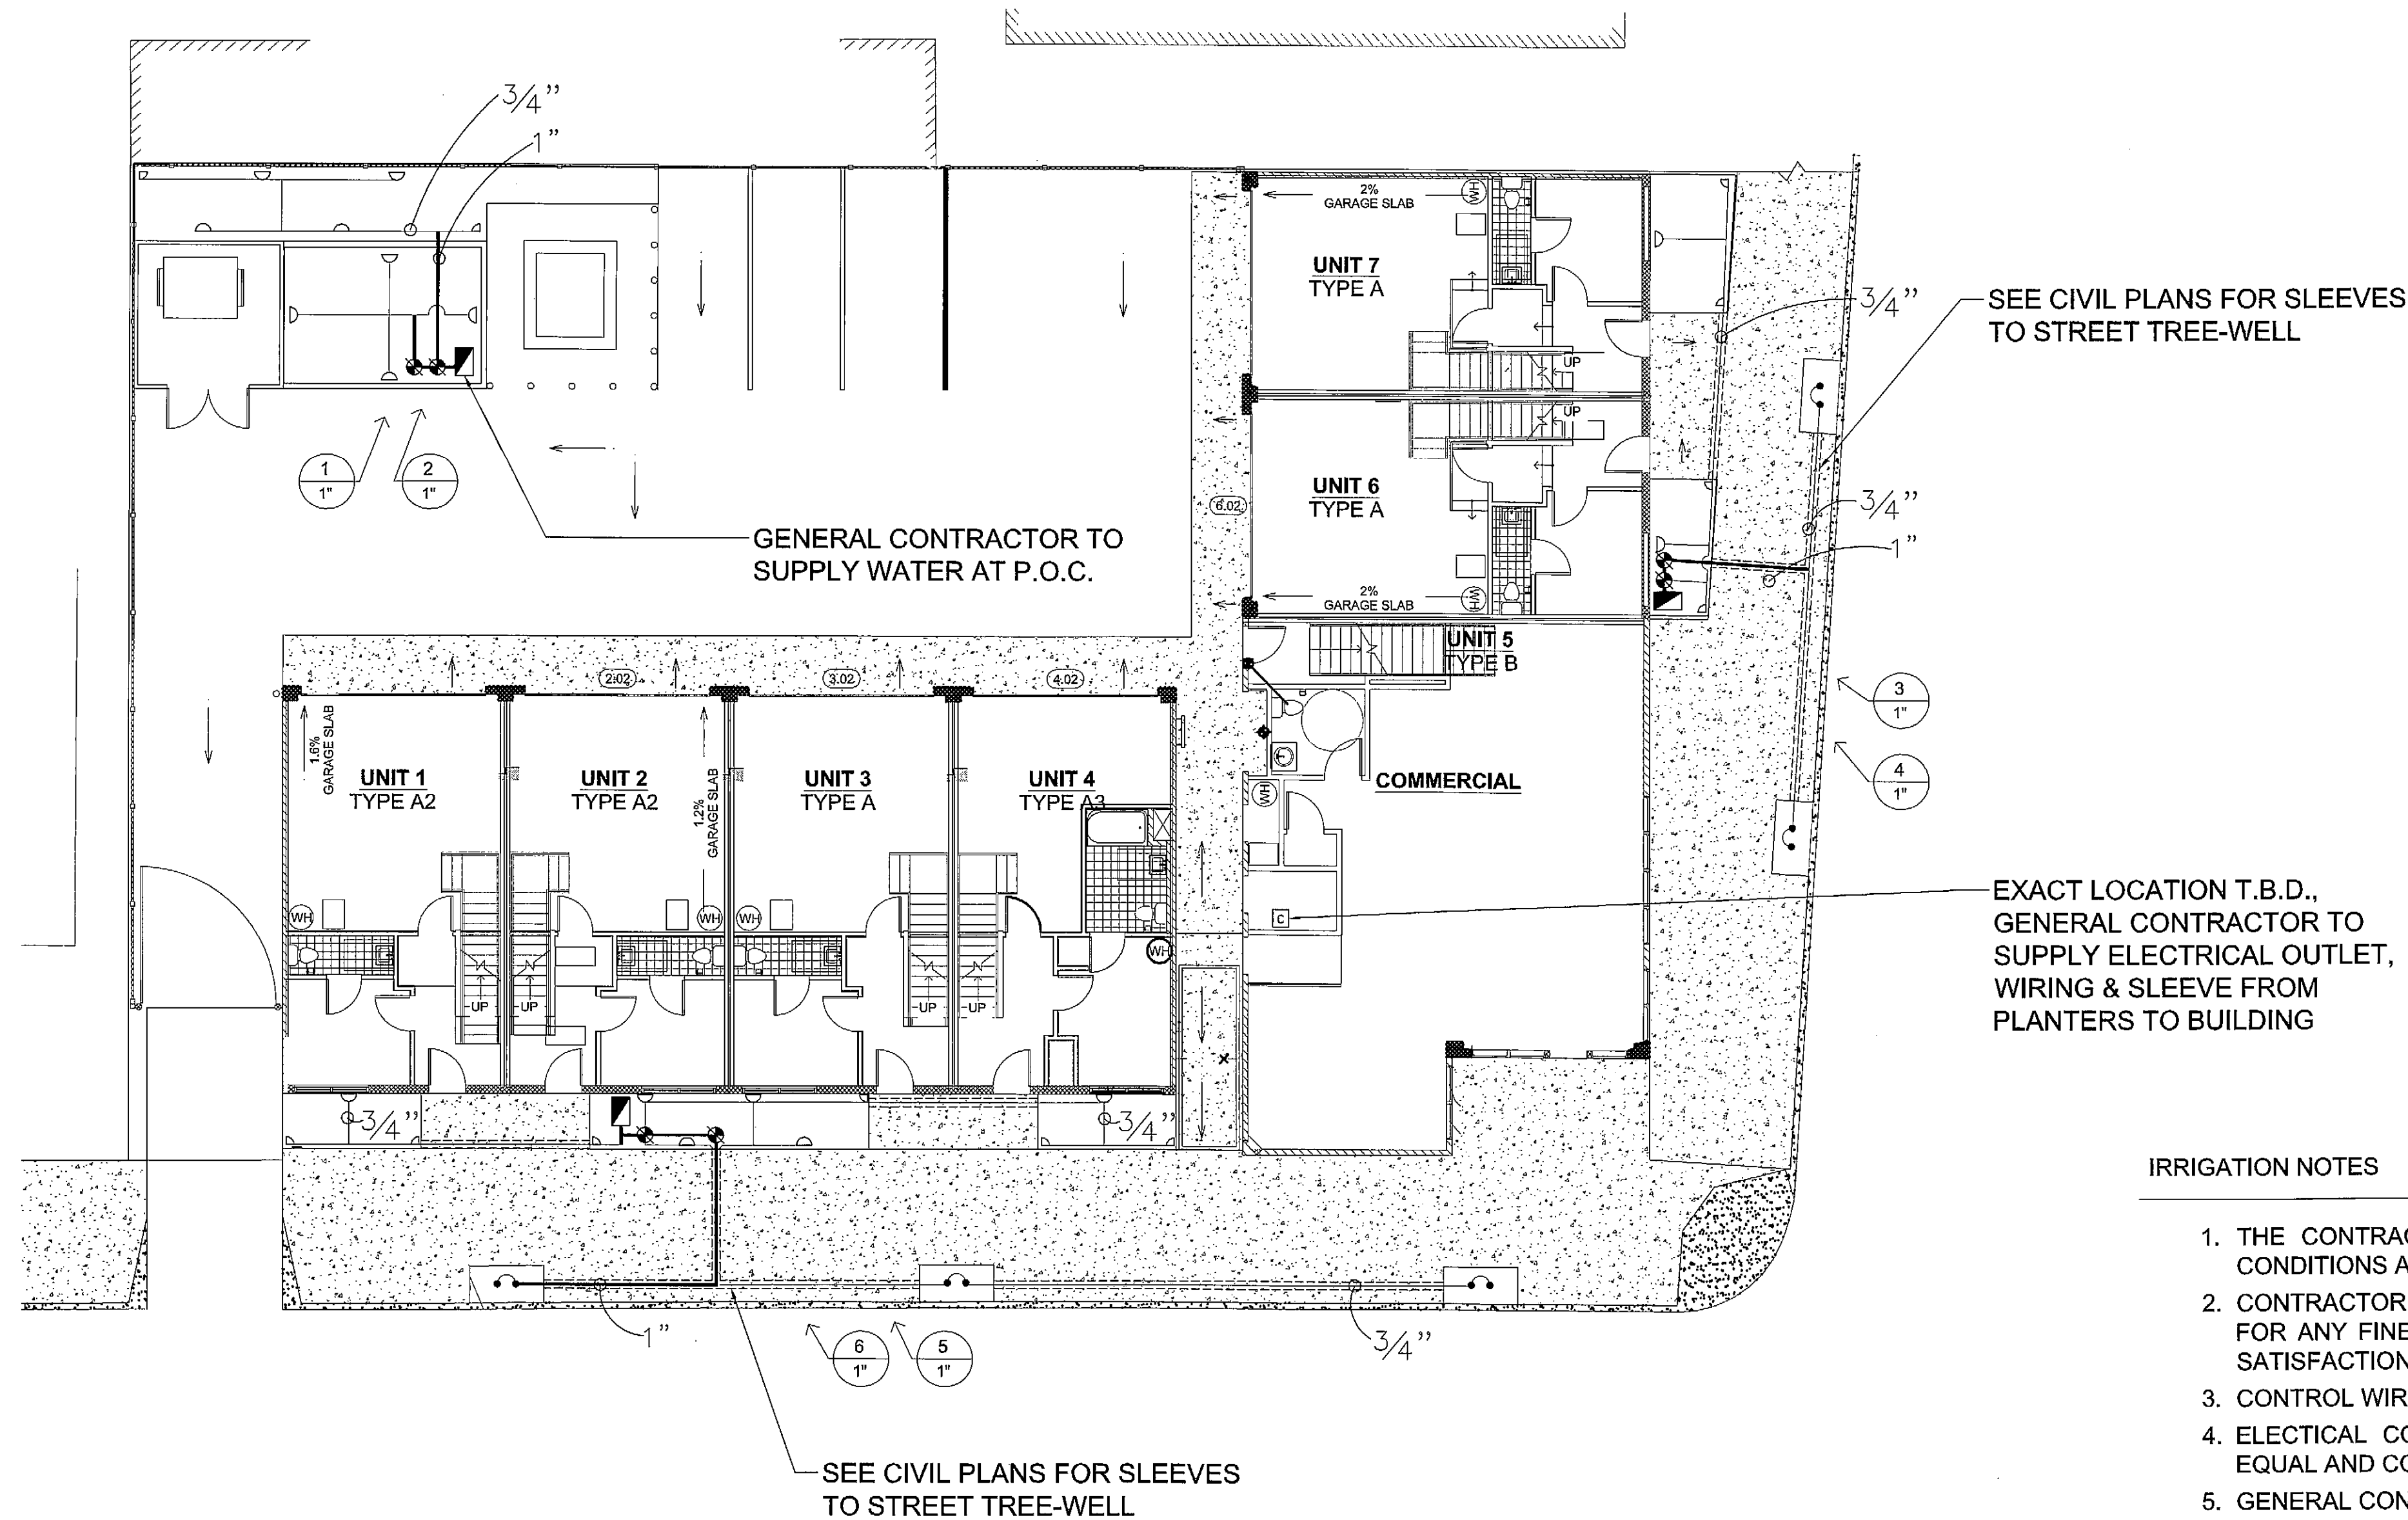 3/4"
1"
2%
GARAGE SLAB
WH
UNIT 7
TYPE A
UP
3/4"
SEE CIVIL PLANS FOR SLEEVES
TO STREET TREE-WELL
UP
1
1"
2
1"
UNIT 6
TYPE A
6.02
3/4"
1"
GENERAL CONTRACTOR TO
SUPPLY WATER AT P.O.C.
2%
GARAGE SLAB
WH
UNIT 5
TYPE B
2.02
3.02
4.02
3
1"
4
1"
1.6%
GARAGE SLAB
UNIT 1
TYPE A2
UNIT 2
TYPE A2
1.2%
GARAGE SLAB
UNIT 3
TYPE A
UNIT 4
TYPE A3
COMMERCIAL
WH
WH
WH
WH
WH
C
EXACT LOCATION T.B.D.,
GENERAL CONTRACTOR TO
SUPPLY ELECTRICAL OUTLET,
WIRING & SLEEVE FROM
PLANTERS TO BUILDING
UP
UP
UP
UP
3/4"
3/4"
1"
6
1"
5
1"
3/4"
SEE CIVIL PLANS FOR SLEEVES
TO STREET TREE-WELL
IRRIGATION NOTES
1. THE CONTRAC
CONDITIONS A
2. CONTRACTOR
FOR ANY FINE
SATISFACTION
3. CONTROL WIR
4. ELECTICAL CO
EQUAL AND CO
5. GENERAL CON